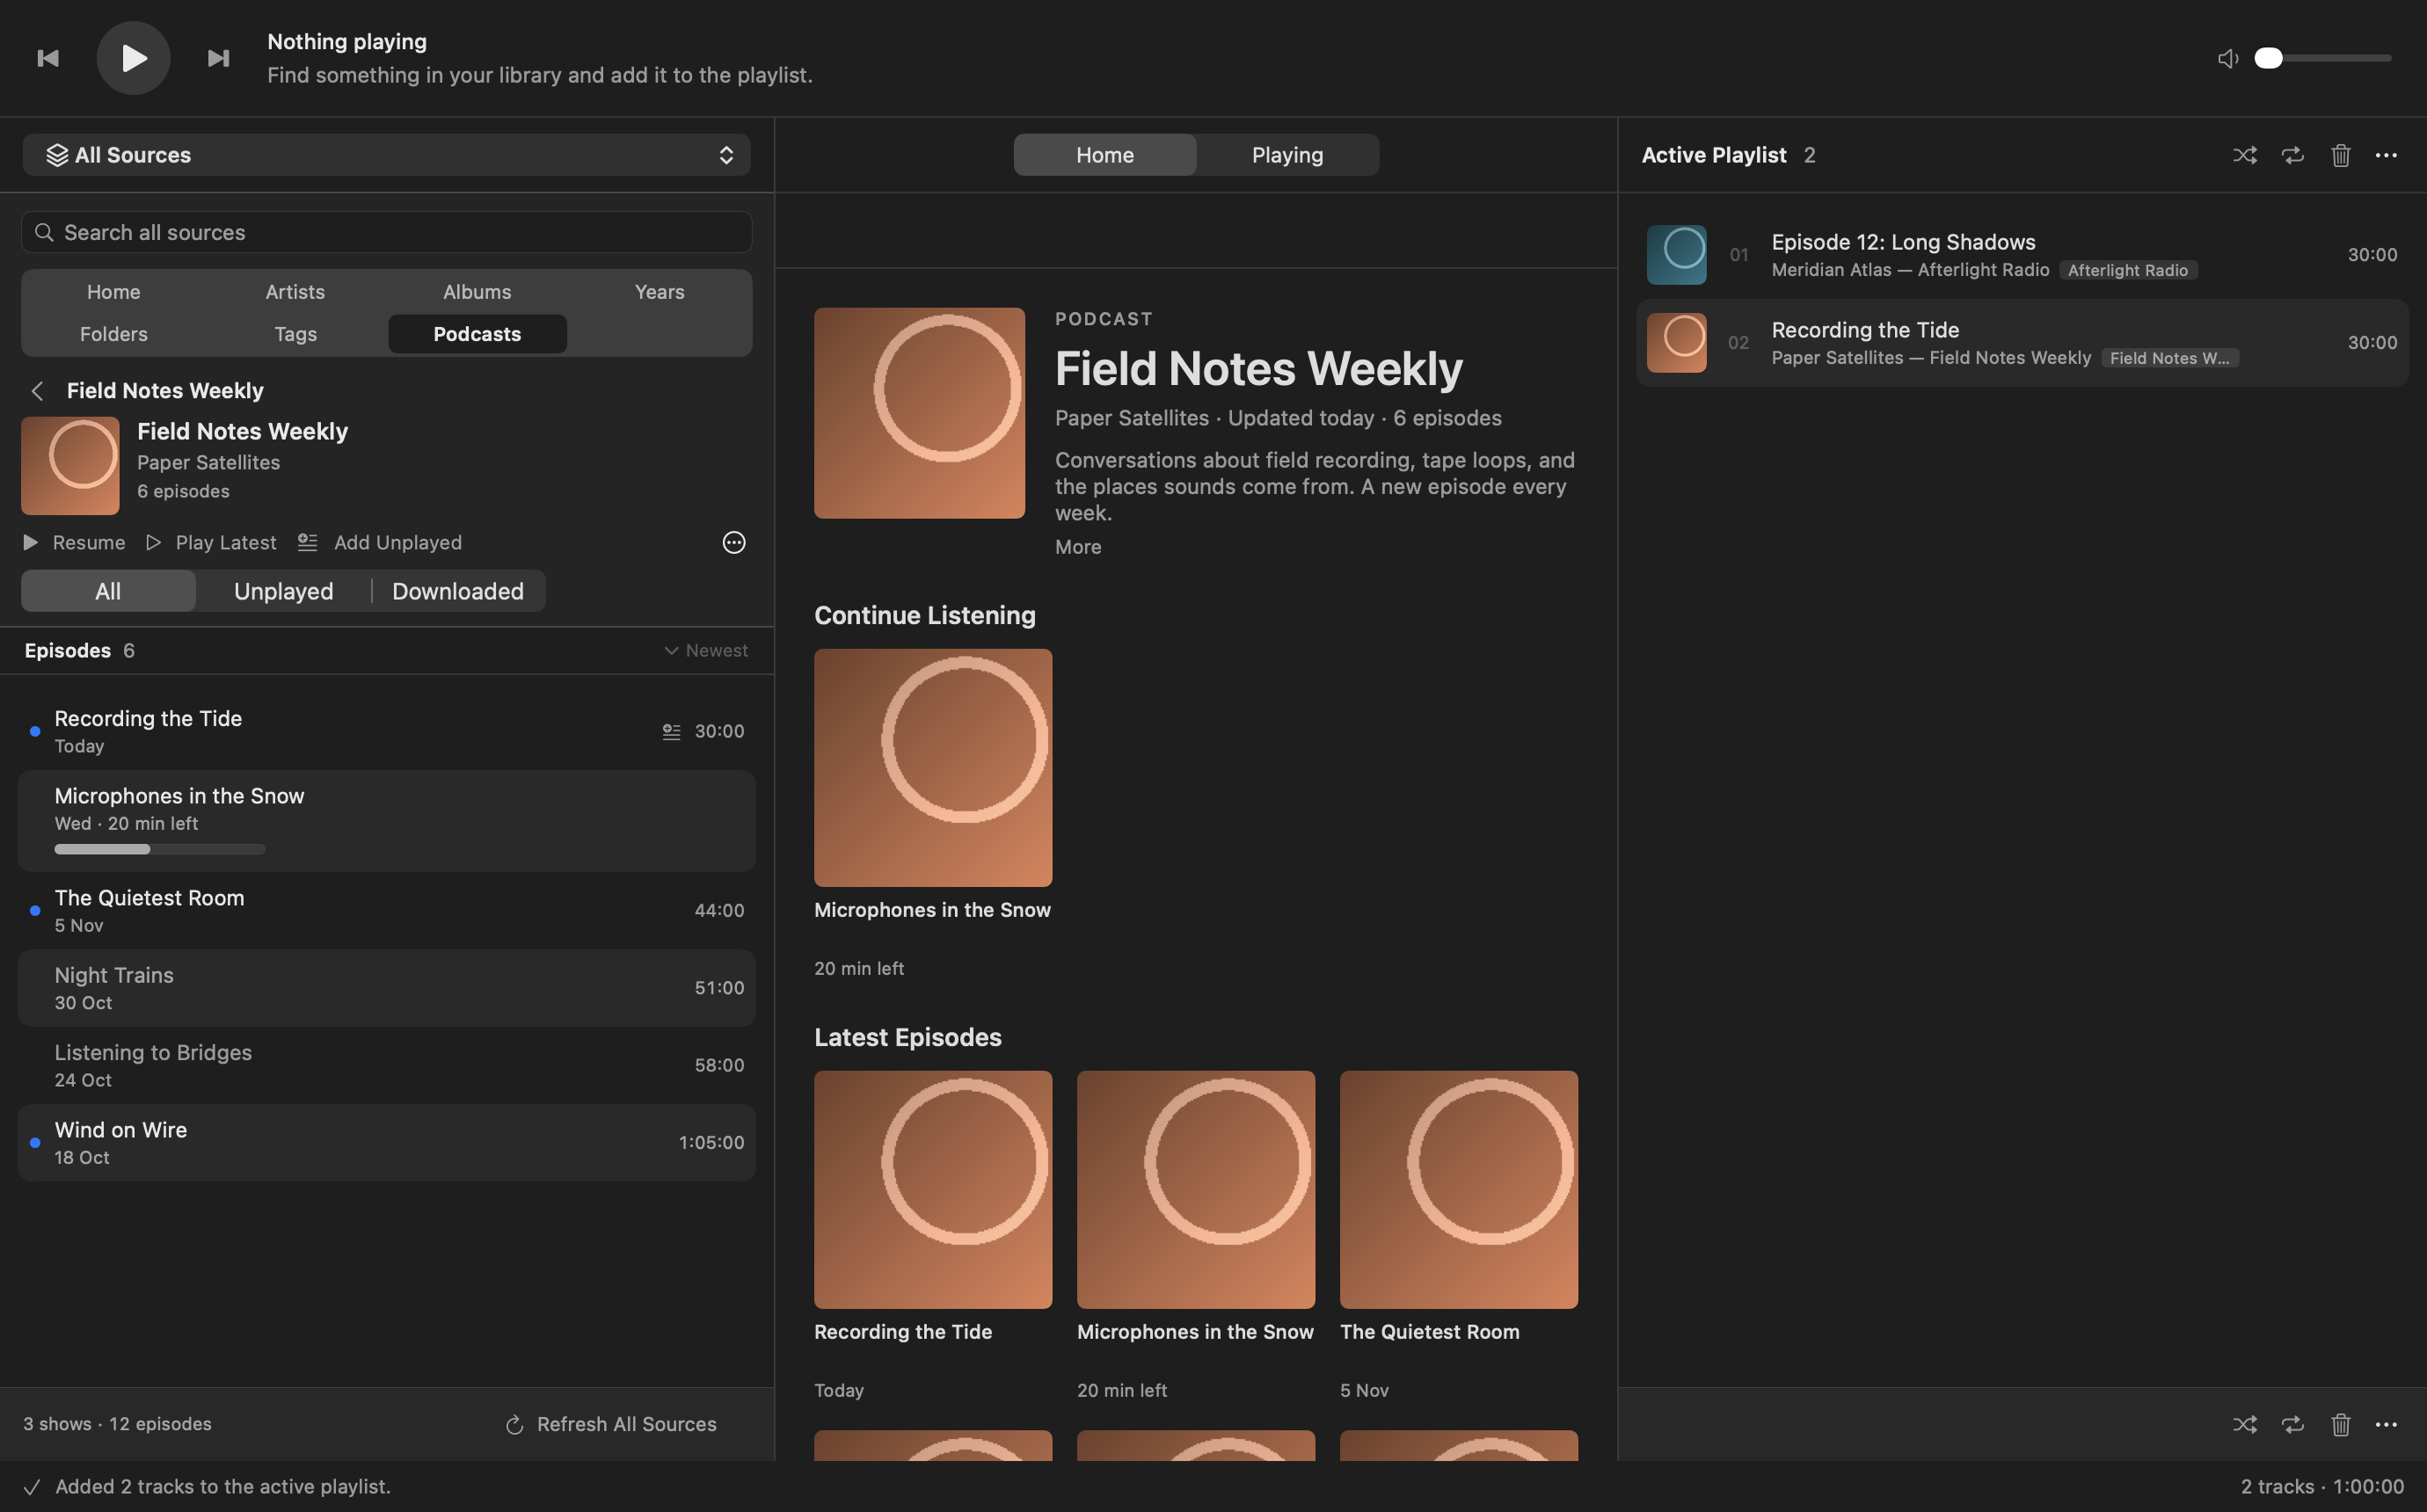 Nothing playing
Find something in your library and add it to the playlist.
All Sources
Search all sources
Home Artists Albums Years
Folders Tags Podcasts
Field Notes Weekly
Field Notes Weekly
Paper Satellites
6 episodes
Resume Play Latest Add Unplayed
All Unplayed Downloaded
Episodes 6 Newest
Recording the Tide
Today
30:00
Microphones in the Snow
Wed · 20 min left
The Quietest Room
5 Nov
44:00
Night Trains
30 Oct
51:00
Listening to Bridges
24 Oct
58:00
Wind on Wire
18 Oct
1:05:00
3 shows · 12 episodes Refresh All Sources
Home Playing
PODCAST
Field Notes Weekly
Paper Satellites · Updated today · 6 episodes
Conversations about field recording, tape loops, and
the places sounds come from. A new episode every
week.
More
Continue Listening
Microphones in the Snow
20 min left
Latest Episodes
Recording the Tide
Today
Microphones in the Snow
20 min left
The Quietest Room
5 Nov
Active Playlist 2
01
Episode 12: Long Shadows
Meridian Atlas — Afterlight Radio Afterlight Radio
30:00
02
Recording the Tide
Paper Satellites — Field Notes Weekly Field Notes W...
30:00
Added 2 tracks to the active playlist.
2 tracks · 1:00:00